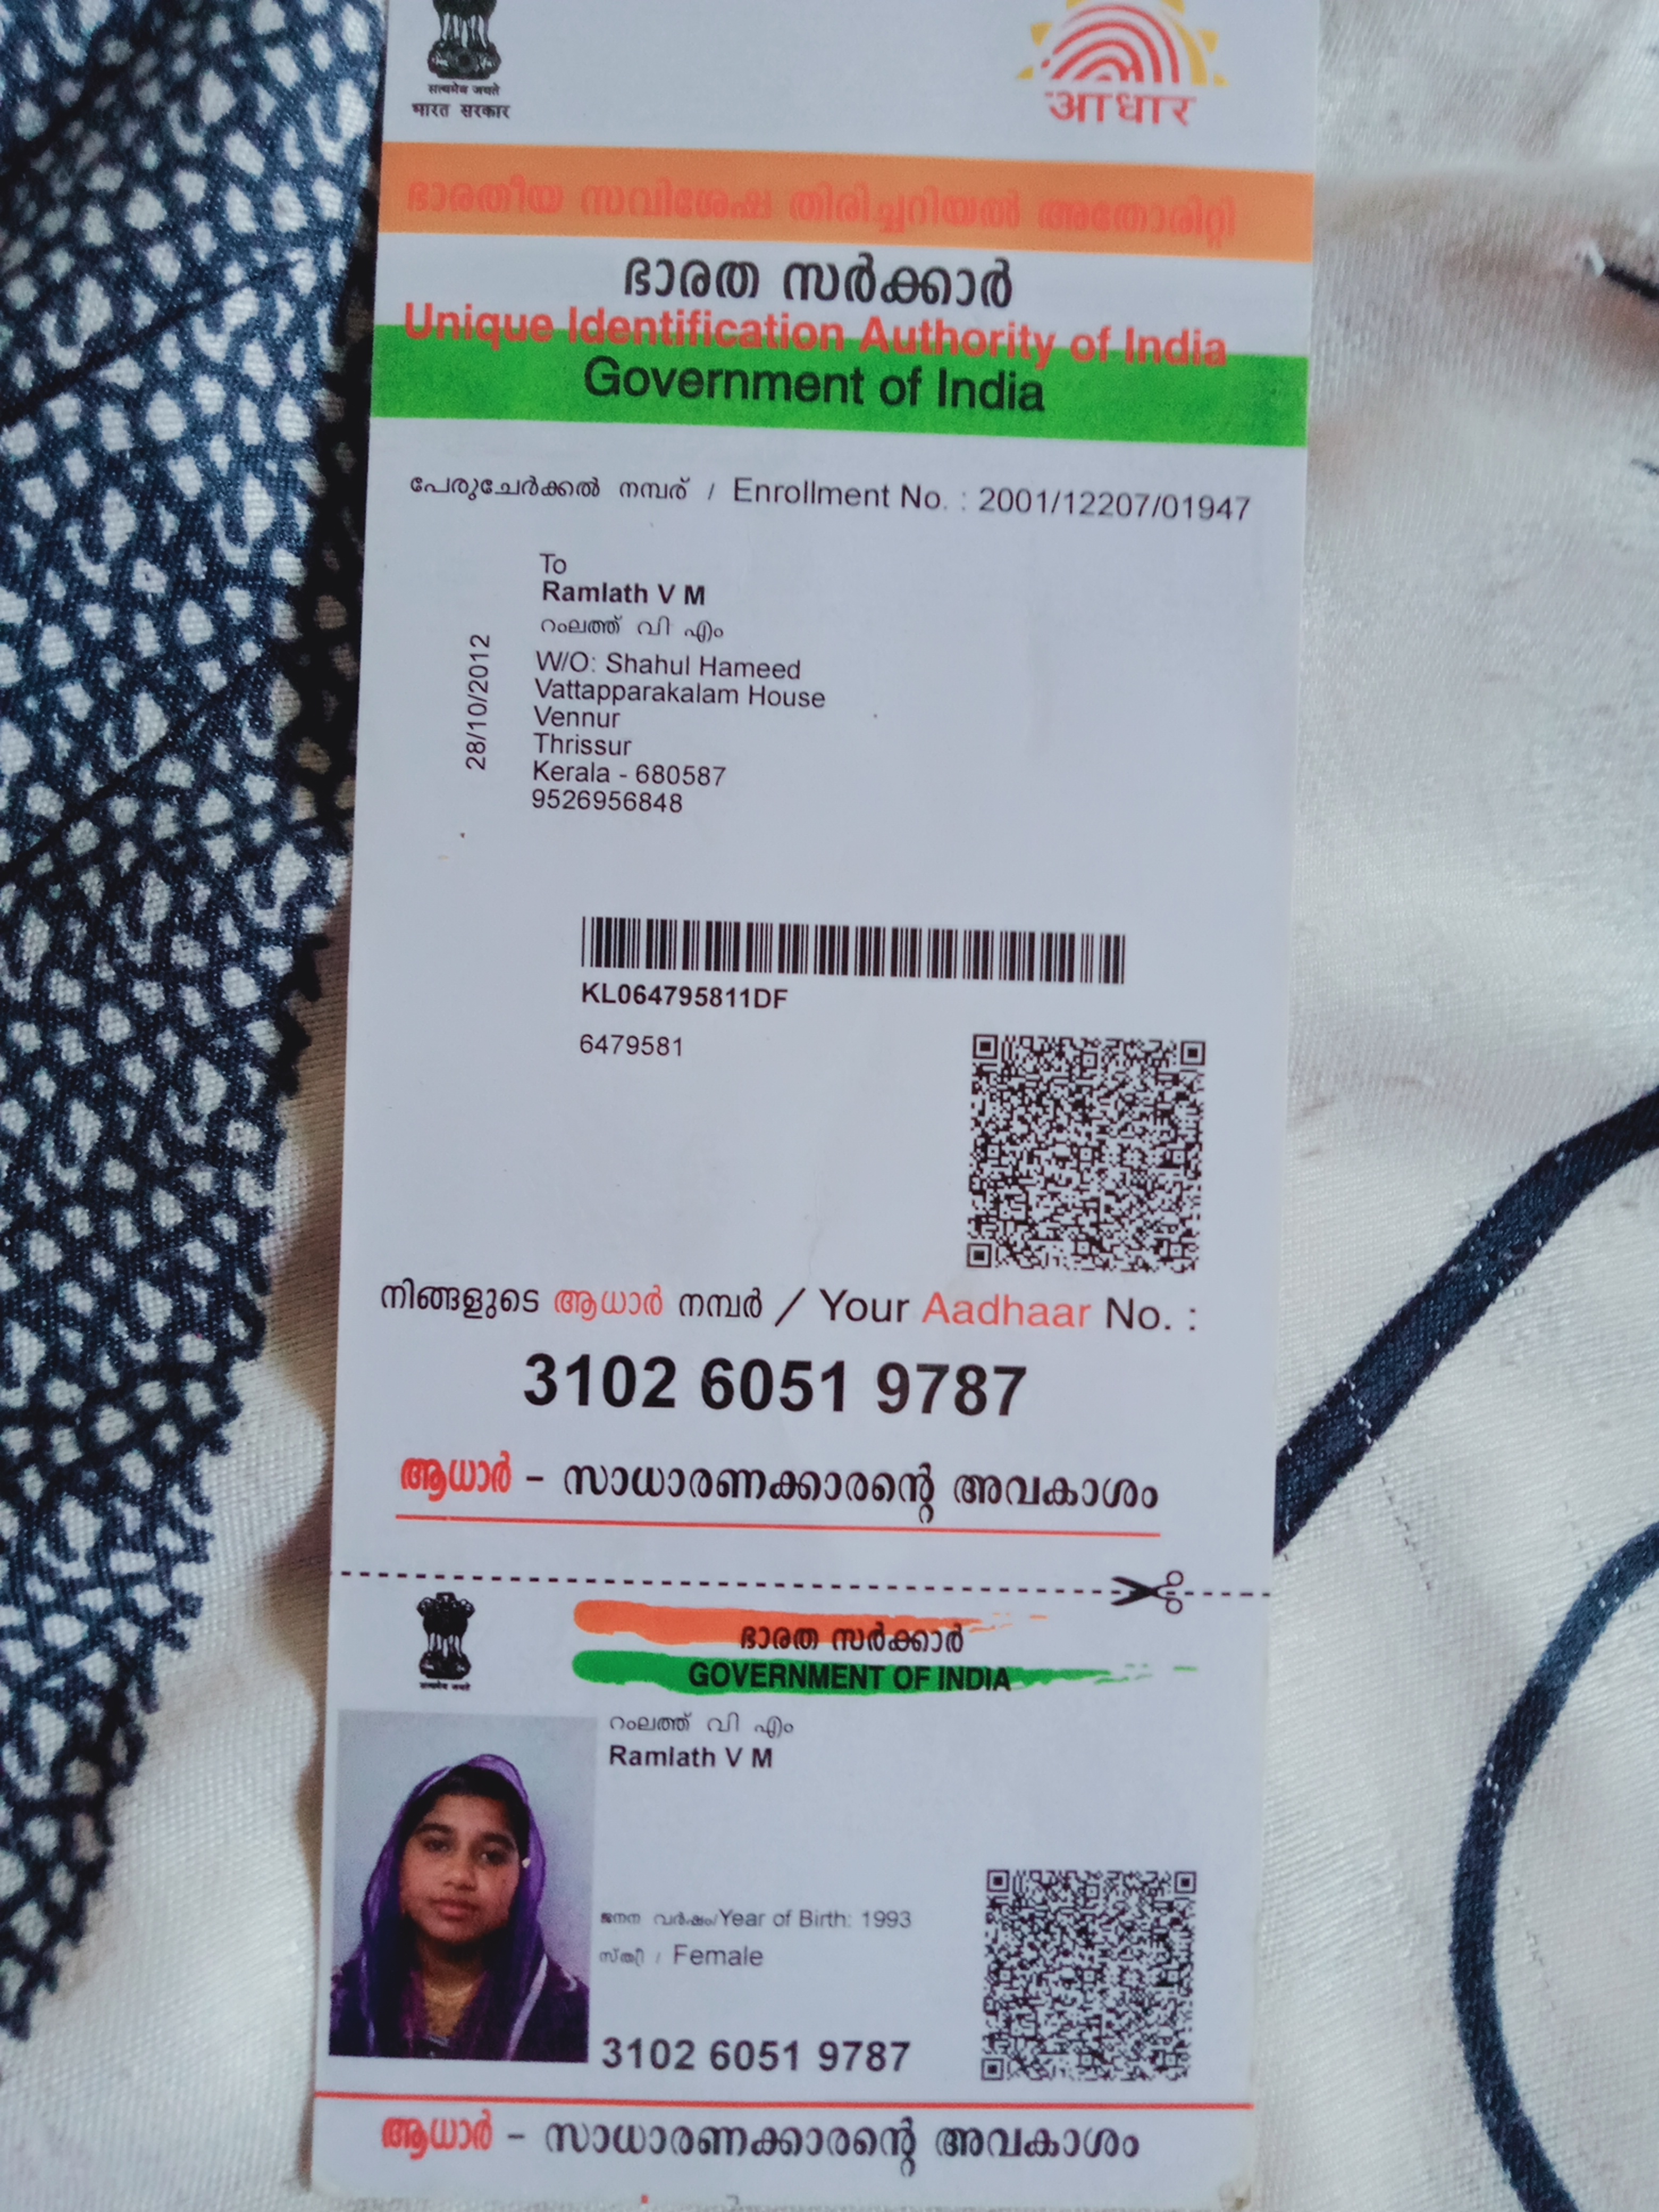 सत्यमेव जयते
भारत सरकार
आधार
ഭാരതീയ സവിശേഷ തിരിച്ചറിയൽ അതോരിറ്റി
ഭാരത സർക്കാർ
Unique Identification Authority of India
Government of India
പേരുചേർക്കൽ നമ്പര് / Enrollment No. : 2001/12207/01947
28/10/2012
To
Ramlath V M
റംലത്ത് വി എം
W/O: Shahul Hameed
Vattapparakalam House
Vennur
Thrissur
Kerala - 680587
9526956848
KL064795811DF
6479581
നിങ്ങളുടെ ആധാർ നമ്പർ / Your Aadhaar No. :
3102 6051 9787
ആധാർ - സാധാരണക്കാരന്റെ അവകാശം
सत्यमेव जयते
ഭാരത സർക്കാർ
GOVERNMENT OF INDIA
റംലത്ത് വി എം
Ramlath V M
ജനന വർഷം/Year of Birth: 1993
സ്ത്രീ / Female
3102 6051 9787
ആധാർ - സാധാരണക്കാരന്റെ അവകാശം